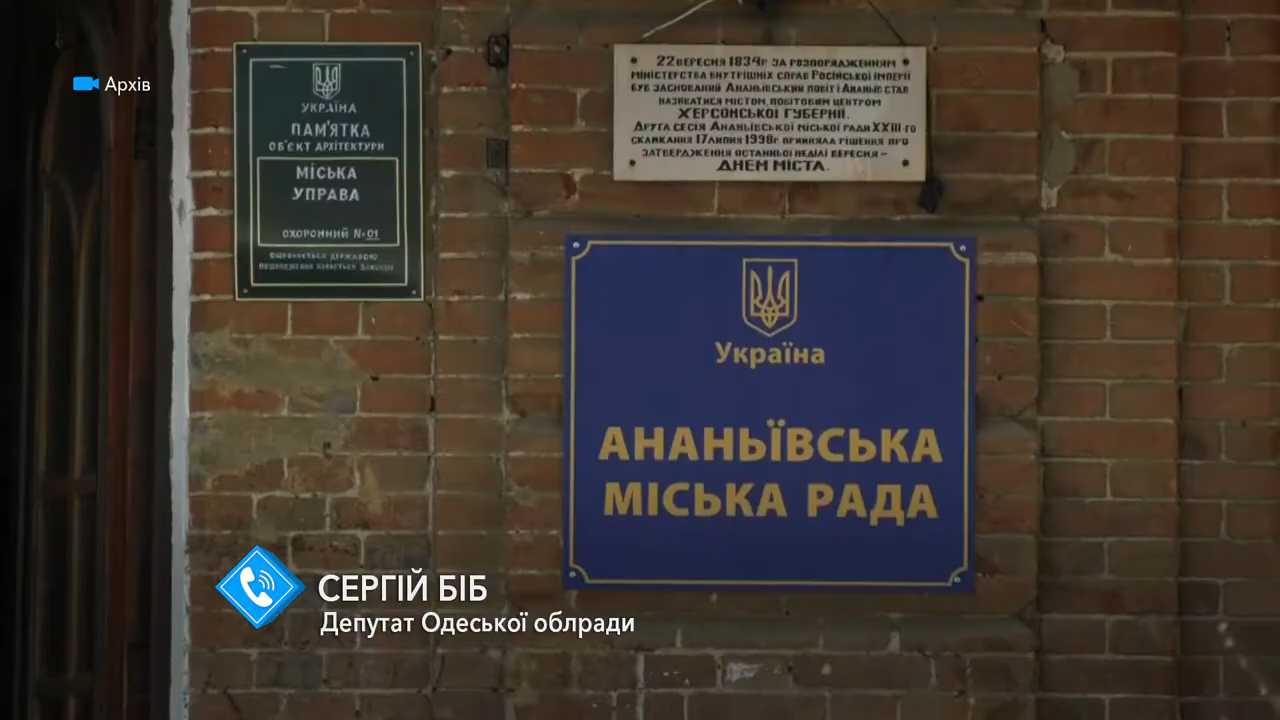 Архів
УКРАЇНА
ПАМ'ЯТКА
ОБ'ЄКТ АРХІТЕКТУРИ
МІСЬКА
УПРАВА
ОХОРОННИЙ №01
ОХОРОНЯЄТЬСЯ ДЕРЖАВОЮ
22 ВЕРЕСНЯ 1834Р. ЗА РОЗПОРЯДЖЕННЯМ
МІНІСТЕРСТВА ВНУТРІШНІХ СПРАВ РОСІЙСЬКОЇ ІМПЕРІЇ
БУВ ЗАСНОВАНИЙ АНАНЬЇВСЬКИЙ ПОВІТ І АНАНЬЇВ СТАВ
НАЗИВАТИСЯ МІСТОМ, ПОВІТОВИМ ЦЕНТРОМ
ХЕРСОНСЬКОЇ ГУБЕРНІЇ.
ДРУГА СЕСІЯ АНАНЬЇВСЬКОЇ МІСЬКОЇ РАДИ XXIII-ГО
СКЛИКАННЯ 17 ЛИПНЯ 1998Р. ПРИЙНЯЛА РІШЕННЯ ПРО
ЗАТВЕРДЖЕННЯ ОСТАННЬОЇ НЕДІЛІ ВЕРЕСНЯ –
ДНЕМ МІСТА.
Україна
АНАНЬЇВСЬКА
МІСЬКА РАДА
СЕРГІЙ БІБ
Депутат Одеської облради